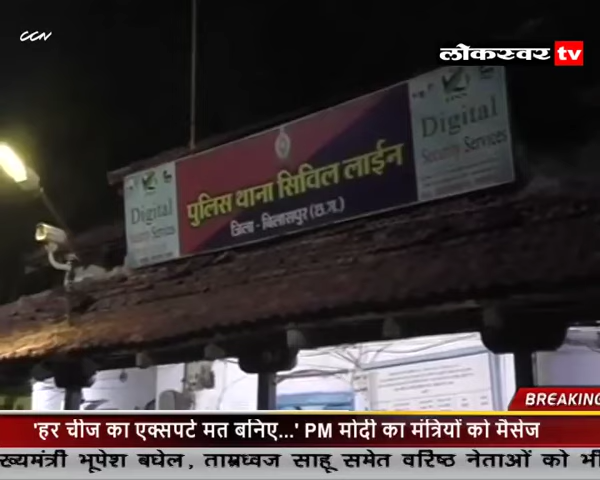 CCN
लोकस्वर tv
Digital
Security Services
पुलिस थाना सिविल लाईन
जिला - बिलासपुर (छ.ग.)
Digital
Security Services
BREAKING
'हर चीज का एक्सपर्ट मत बनिए...' PM मोदी का मंत्रियों को मैसेज
ख्यमंत्री भूपेश बघेल, ताम्रध्वज साहू समेत वरिष्ठ नेताओं को भी